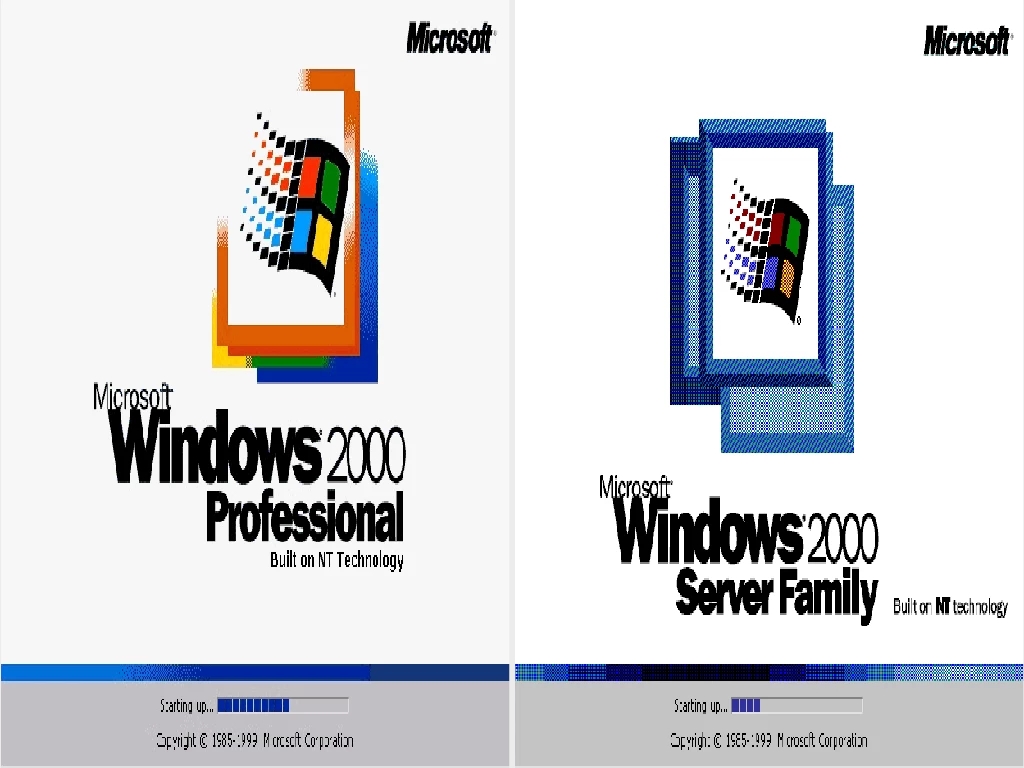 Microsoft®
Microsoft
Windows® 2000
Professional
Built on NT Technology
Starting up...
Copyright © 1985-1999 Microsoft Corporation
Microsoft®
Microsoft®
Windows® 2000
Server Family
Built on NT technology
Starting up...
Copyright © 1985-1999 Microsoft Corporation